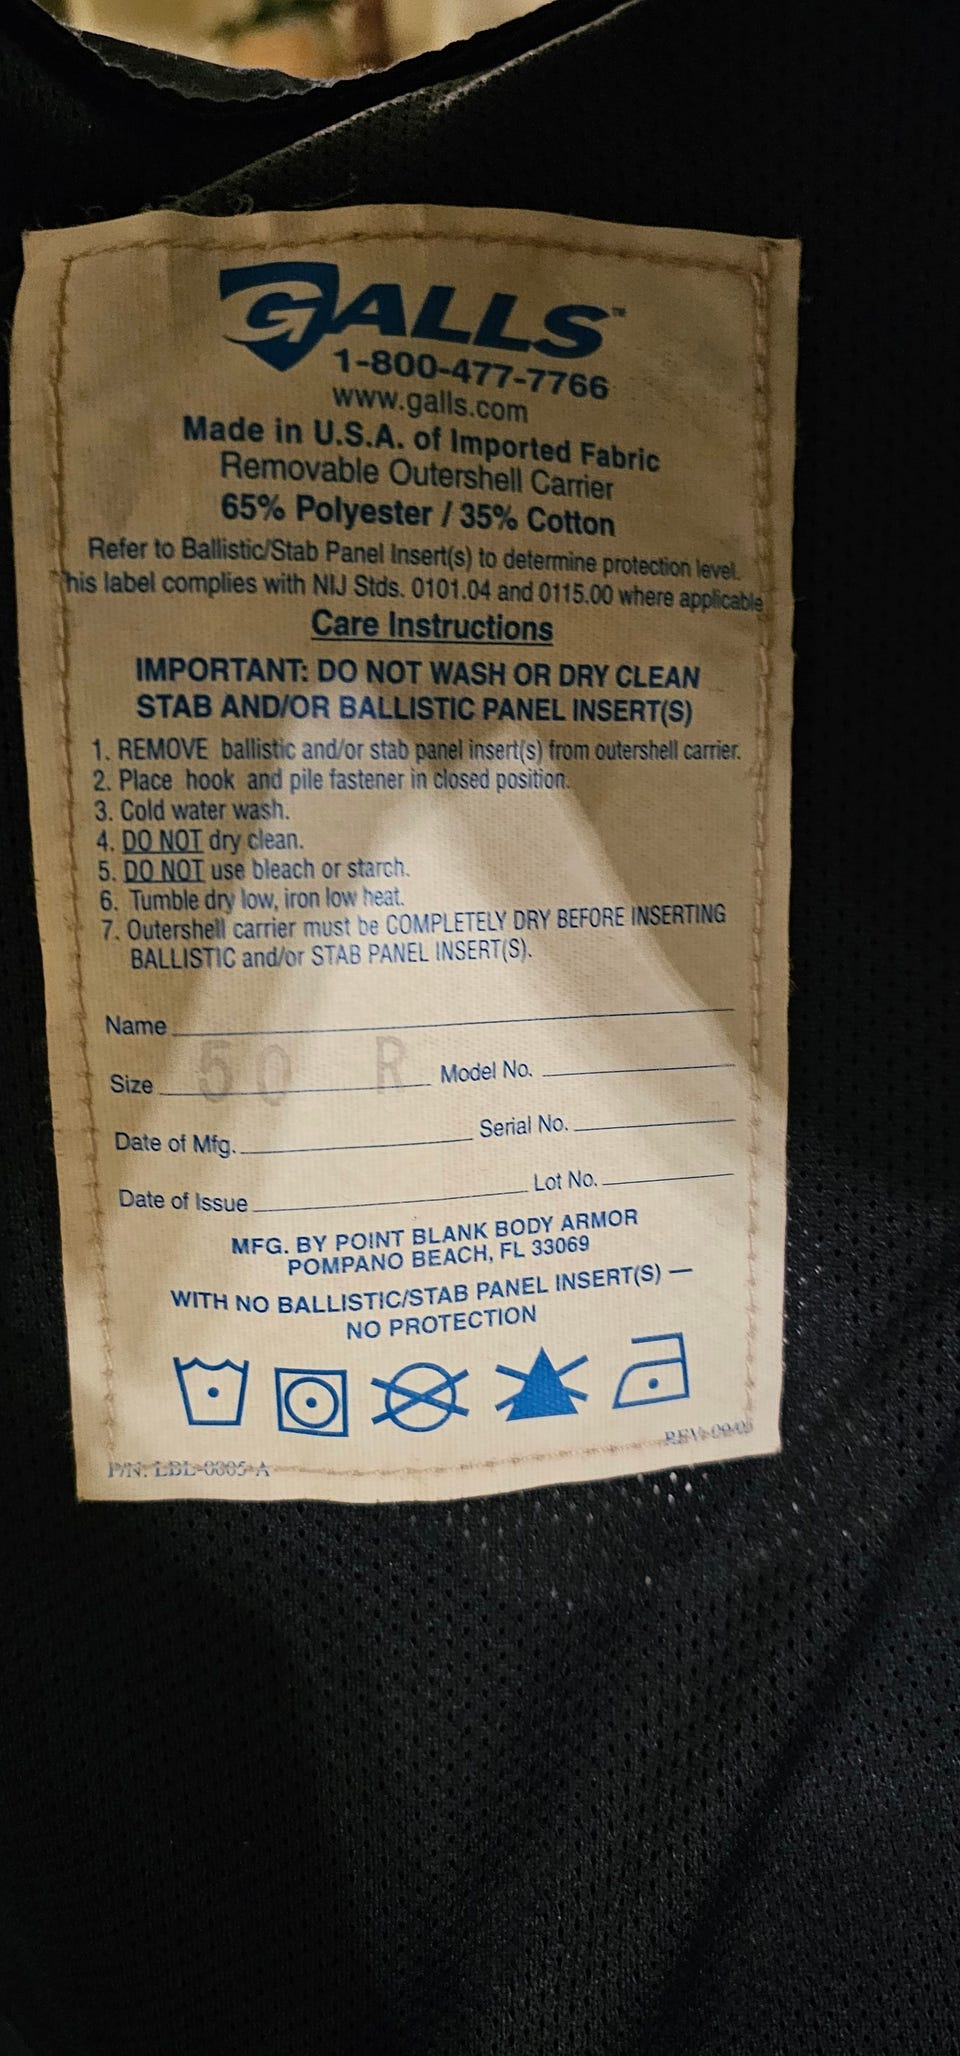 GALLS™
1-800-477-7766
www.galls.com
Made in U.S.A. of Imported Fabric
Removable Outershell Carrier
65% Polyester / 35% Cotton
Refer to Ballistic/Stab Panel Insert(s) to determine protection level.
his label complies with NIJ Stds. 0101.04 and 0115.00 where applicable
Care Instructions
IMPORTANT: DO NOT WASH OR DRY CLEAN
STAB AND/OR BALLISTIC PANEL INSERT(S)
1. REMOVE ballistic and/or stab panel insert(s) from outershell carrier.
2. Place hook and pile fastener in closed position.
3. Cold water wash.
4. DO NOT dry clean.
5. DO NOT use bleach or starch.
6. Tumble dry low, iron low heat.
7. Outershell carrier must be COMPLETELY DRY BEFORE INSERTING
BALLISTIC and/or STAB PANEL INSERT(S).
Name
Size 50 R Model No.
Date of Mfg. Serial No.
Date of Issue Lot No.
MFG. BY POINT BLANK BODY ARMOR
POMPANO BEACH, FL 33069
WITH NO BALLISTIC/STAB PANEL INSERT(S) —
NO PROTECTION
P/N: LBL-0005-A